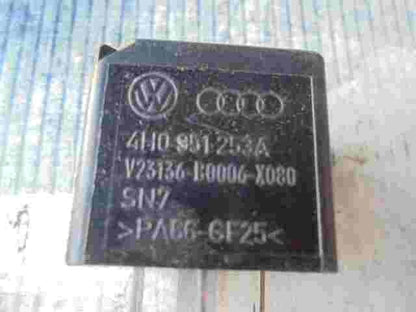 4H0 951 253A
V23136-B0006-X080
SN7
>PA66-GF25<